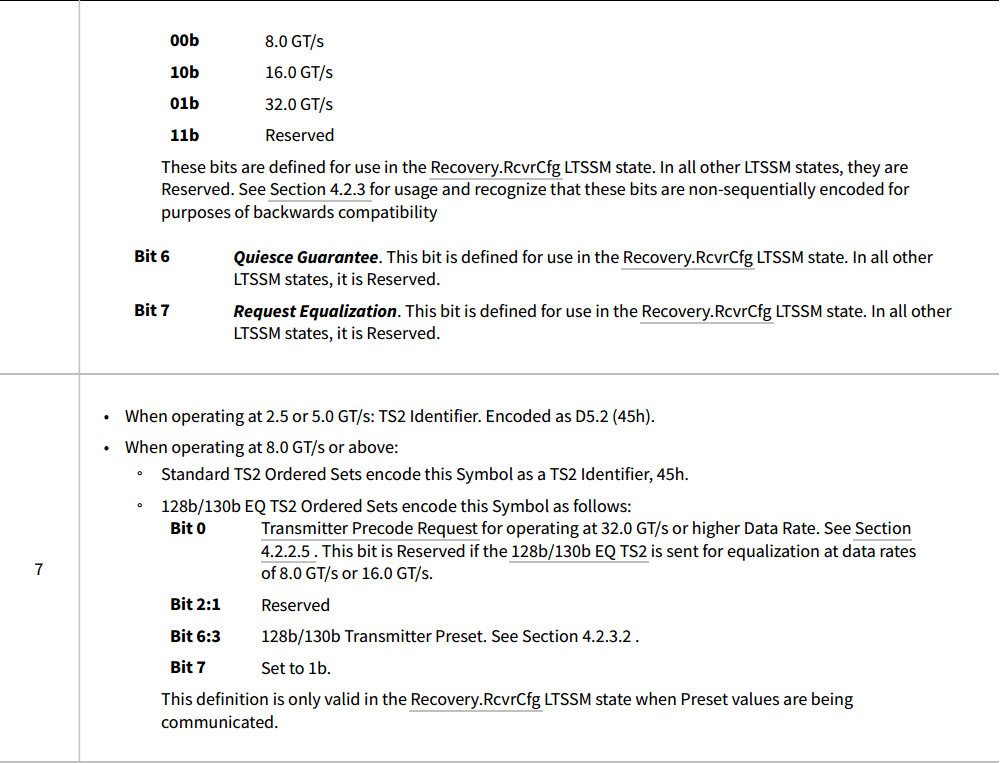 00b 8.0 GT/s
10b 16.0 GT/s
01b 32.0 GT/s
11b Reserved
These bits are defined for use in the Recovery.RcvrCfg LTSSM state. In all other LTSSM states, they are
Reserved. See Section 4.2.3 for usage and recognize that these bits are non-sequentially encoded for
purposes of backwards compatibility
Bit 6 Quiesce Guarantee. This bit is defined for use in the Recovery.RcvrCfg LTSSM state. In all other
LTSSM states, it is Reserved.
Bit 7 Request Equalization. This bit is defined for use in the Recovery.RcvrCfg LTSSM state. In all other
LTSSM states, it is Reserved.
7
• When operating at 2.5 or 5.0 GT/s: TS2 Identifier. Encoded as D5.2 (45h).
• When operating at 8.0 GT/s or above:
◦ Standard TS2 Ordered Sets encode this Symbol as a TS2 Identifier, 45h.
◦ 128b/130b EQ TS2 Ordered Sets encode this Symbol as follows:
Bit 0 Transmitter Precode Request for operating at 32.0 GT/s or higher Data Rate. See Section
4.2.2.5 . This bit is Reserved if the 128b/130b EQ TS2 is sent for equalization at data rates
of 8.0 GT/s or 16.0 GT/s.
Bit 2:1 Reserved
Bit 6:3 128b/130b Transmitter Preset. See Section 4.2.3.2 .
Bit 7 Set to 1b.
This definition is only valid in the Recovery.RcvrCfg LTSSM state when Preset values are being
communicated.